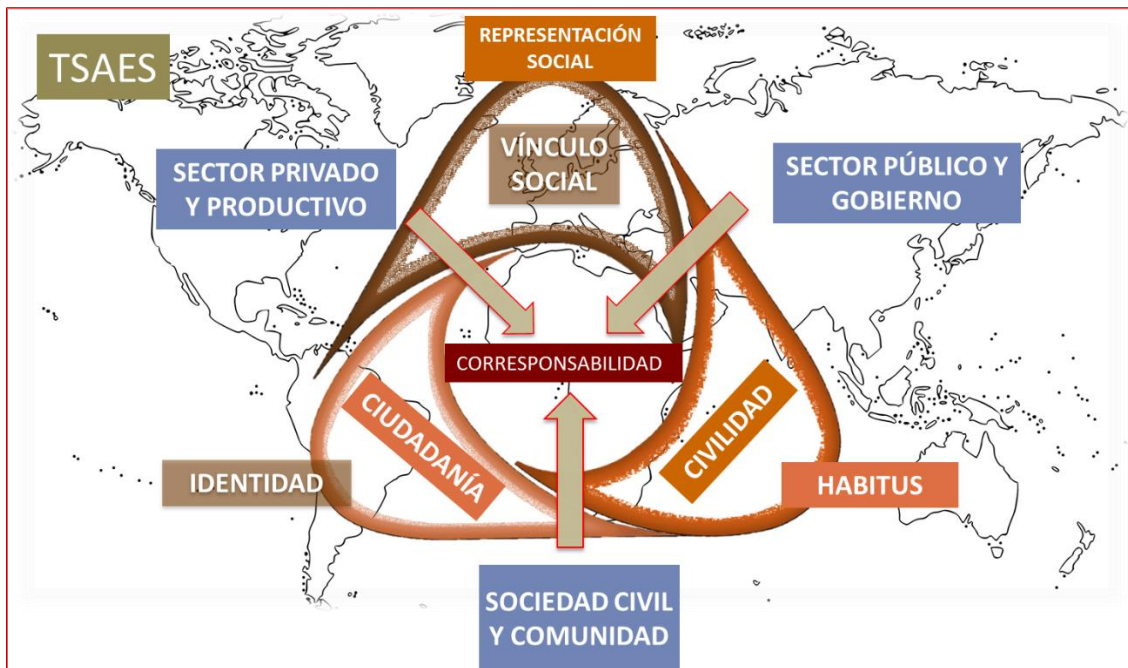 TSAES
REPRESENTACIÓN
SOCIAL
VÍNCULO
SOCIAL
SECTOR PRIVADO
Y PRODUCTIVO
SECTOR PÚBLICO Y
GOBIERNO
CORRESPONSABILIDAD
CIUDADANÍA
CIVILIDAD
IDENTIDAD
HABITUS
SOCIEDAD CIVIL
Y COMUNIDAD